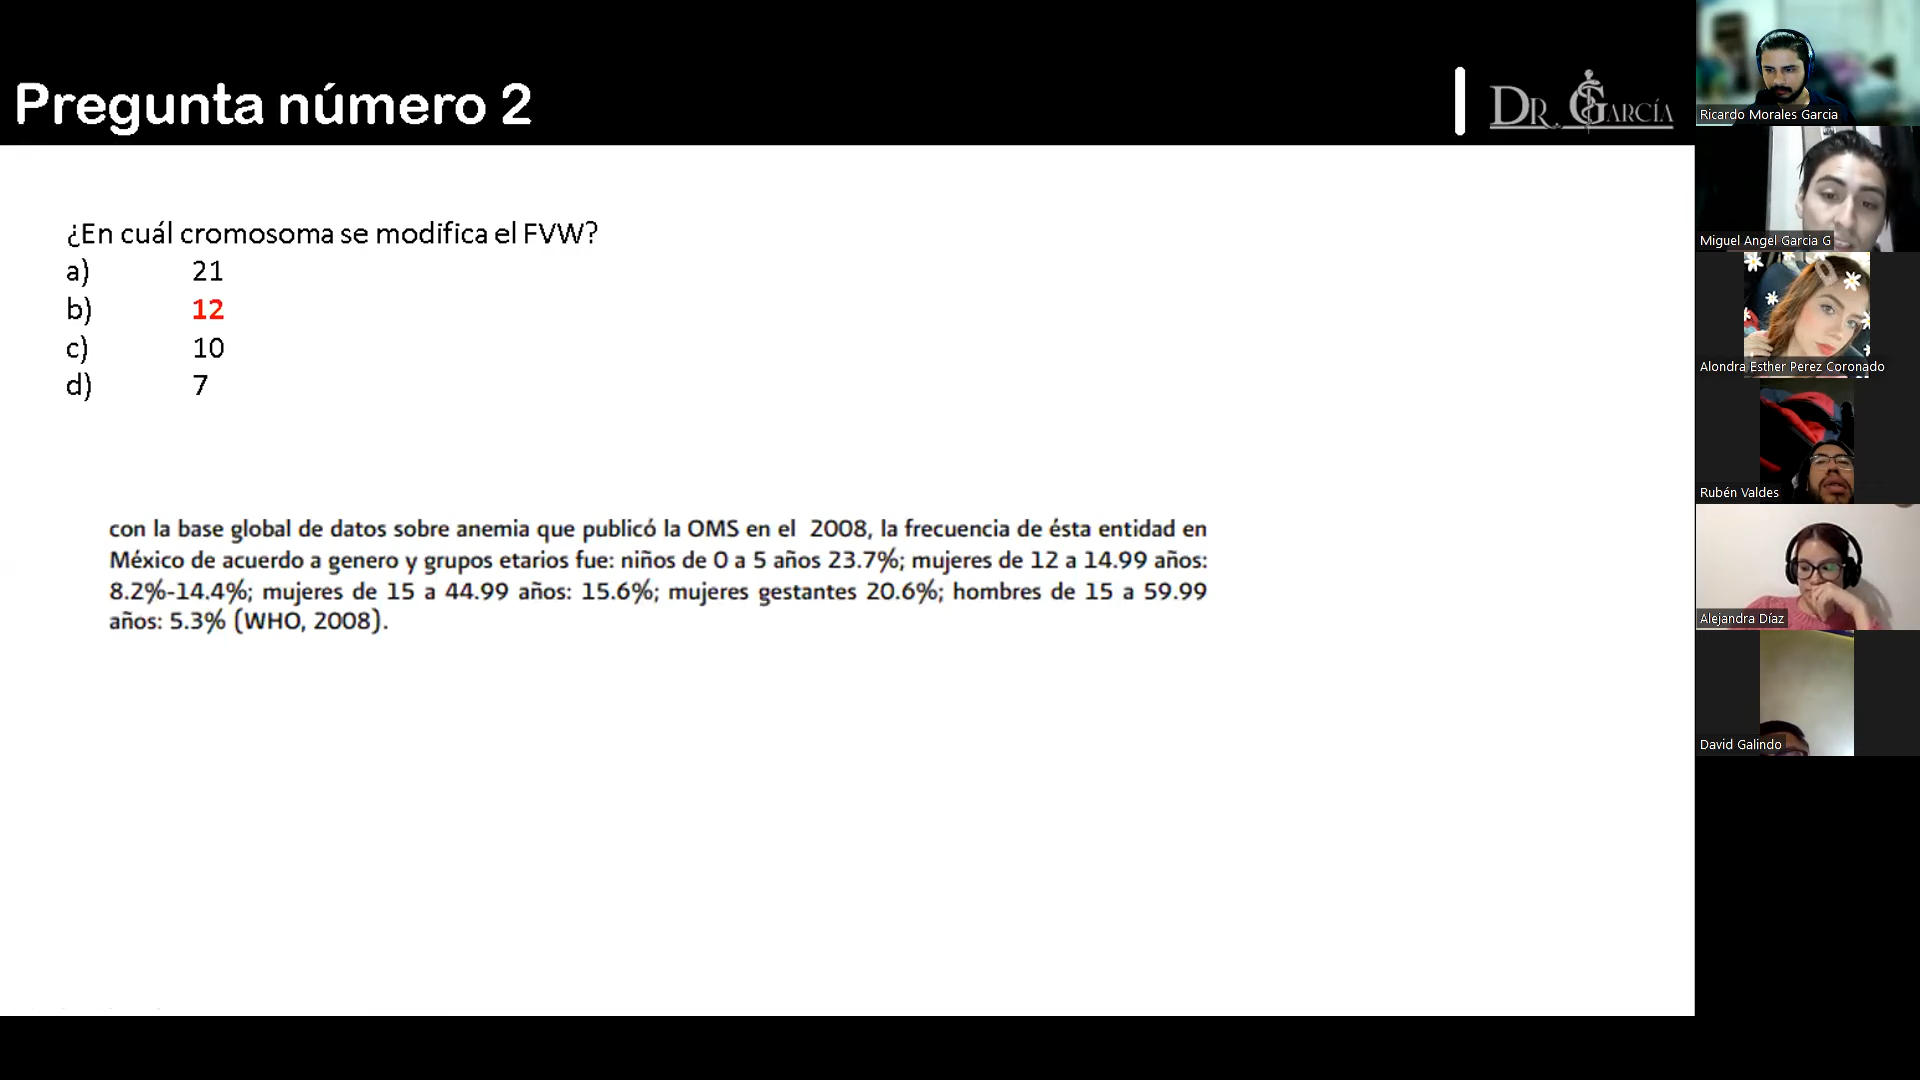 Pregunta número 2
DR. GARCÍA
¿En cuál cromosoma se modifica el FVW?
a) 21
b) 12
c) 10
d) 7
con la base global de datos sobre anemia que publicó la OMS en el 2008, la frecuencia de ésta entidad en
México de acuerdo a genero y grupos etarios fue: niños de 0 a 5 años 23.7%; mujeres de 12 a 14.99 años:
8.2%-14.4%; mujeres de 15 a 44.99 años: 15.6%; mujeres gestantes 20.6%; hombres de 15 a 59.99
años: 5.3% (WHO, 2008).
Ricardo Morales Garcia
Miguel Angel Garcia G
Alondra Esther Perez Coronado
Rubén Valdes
Alejandra Díaz
David Galindo